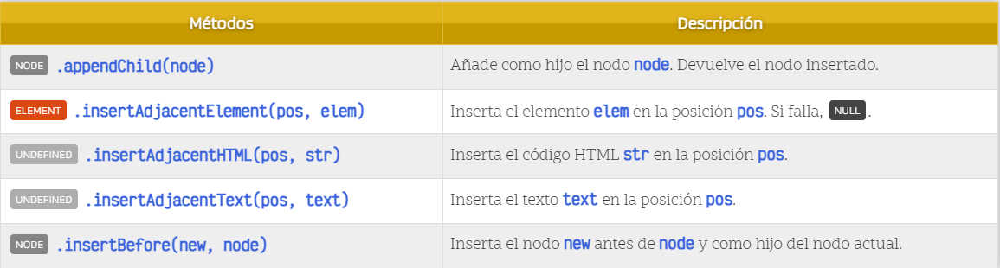 Métodos Descripción
NODE .appendChild(node) Añade como hijo el nodo node. Devuelve el nodo insertado.
ELEMENT .insertAdjacentElement(pos, elem) Inserta el elemento elem en la posición pos. Si falla, NULL .
UNDEFINED .insertAdjacentHTML(pos, str) Inserta el código HTML str en la posición pos.
UNDEFINED .insertAdjacentText(pos, text) Inserta el texto text en la posición pos.
NODE .insertBefore(new, node) Inserta el nodo new antes de node y como hijo del nodo actual.